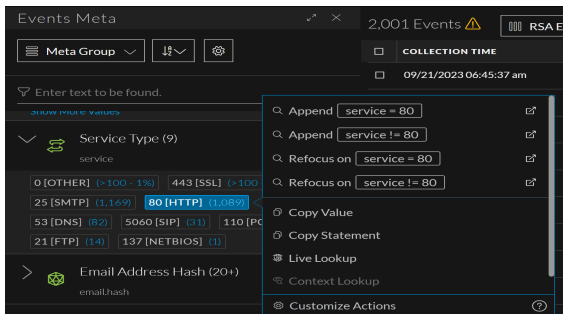 Events Meta
2,001 Events
RSA E
Meta Group
COLLECTION TIME
09/21/2023 06:45:37 am
Enter text to be found.
Show More Values
Service Type (9)
service
0 [OTHER] (>100 - 1%) 443 [SSL] (>100
25 [SMTP] (1,169) 80 [HTTP] (1,089)
53 [DNS] (82) 5060 [SIP] (31) 110 [PO
21 [FTP] (14) 137 [NETBIOS] (1)
Email Address Hash (20+)
email.hash
Append service = 80
Append service != 80
Refocus on service = 80
Refocus on service != 80
Copy Value
Copy Statement
Live Lookup
Context Lookup
Customize Actions